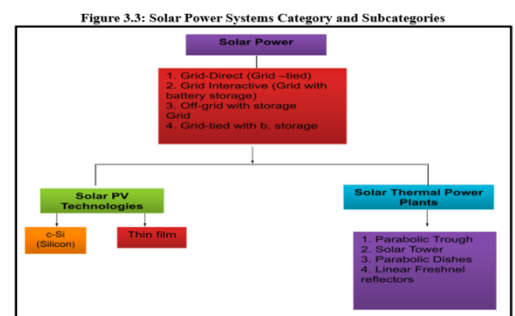 Figure 3.3: Solar Power Systems Category and Subcategories
Solar Power
1. Grid-Direct (Grid –tied)
2. Grid Interactive (Grid with
battery storage)
3. Off-grid with storage
Grid
4. Grid-tied with b. storage
Solar PV
Technologies
Solar Thermal Power
Plants
c-Si
(Silicon)
Thin film
1. Parabolic Trough
2. Solar Tower
3. Parabolic Dishes
4. Linear Freshnel
reflectors